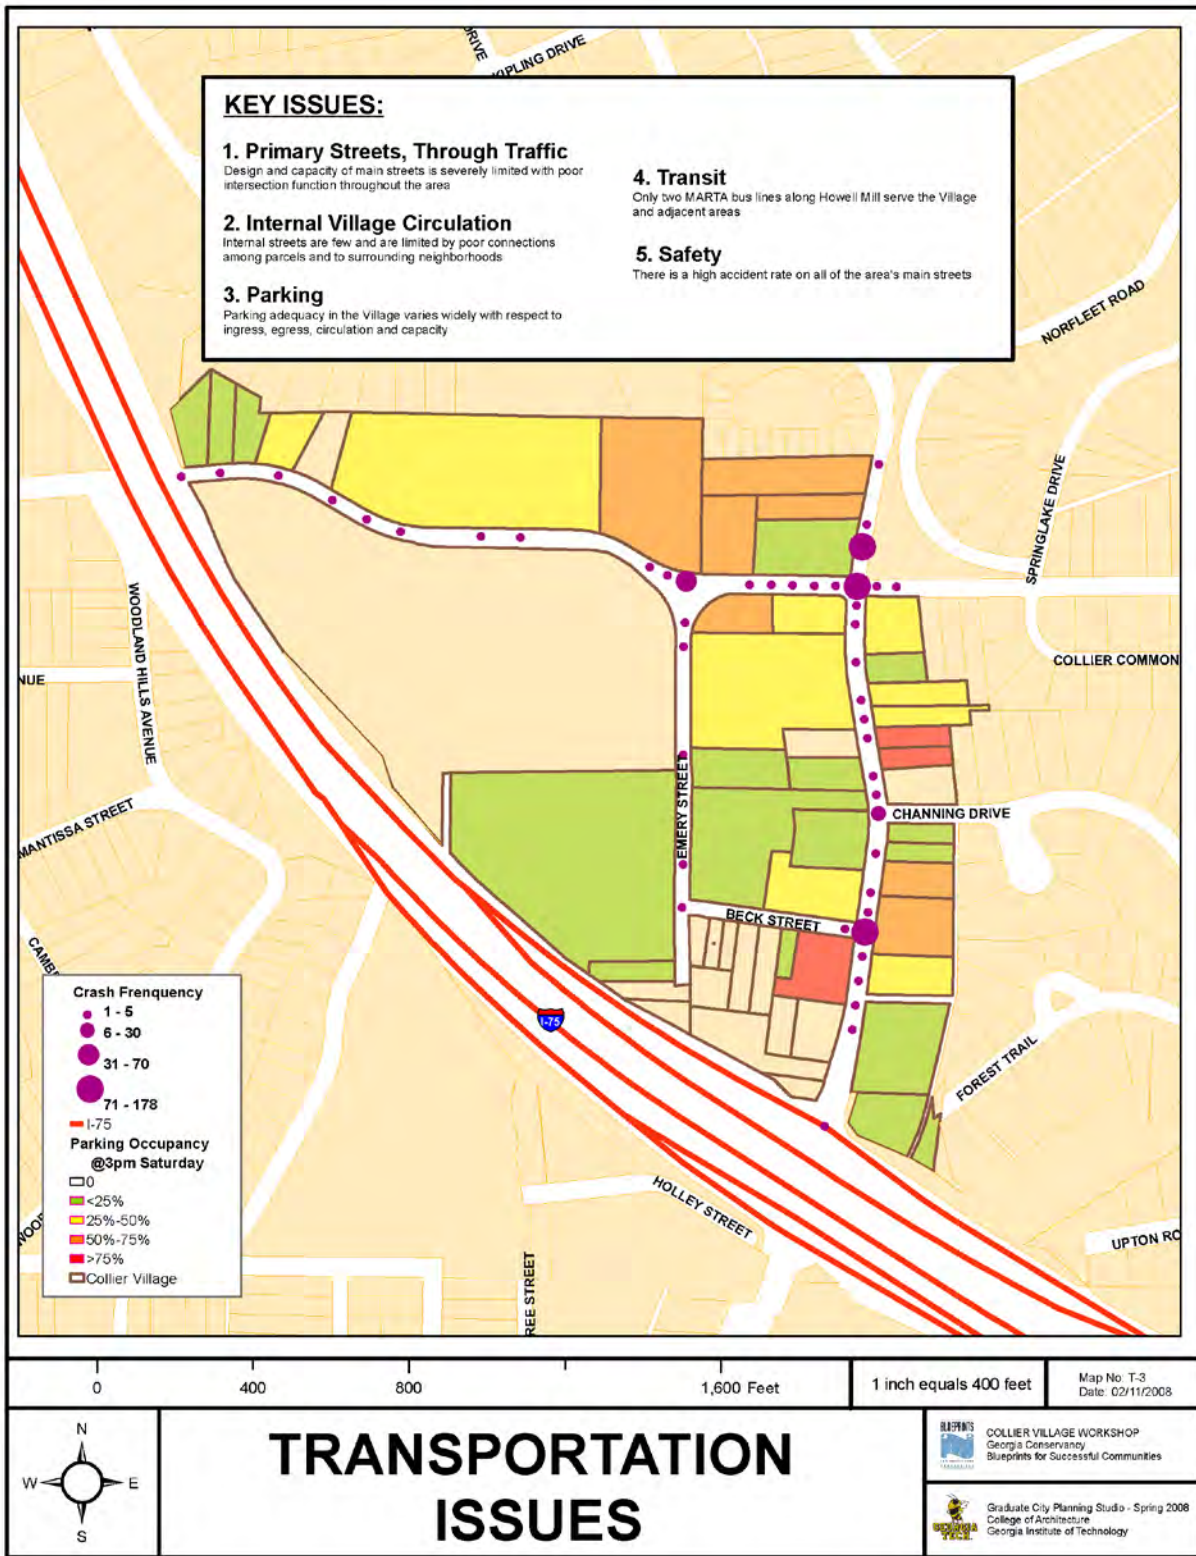 DRIVE
KIPLING DRIVE
KEY ISSUES:
1. Primary Streets, Through Traffic
Design and capacity of main streets is severely limited with poor
intersection function throughout the area
2. Internal Village Circulation
Internal streets are few and are limited by poor connections
among parcels and to surrounding neighborhoods
3. Parking
Parking adequacy in the Village varies widely with respect to
ingress, egress, circulation and capacity
4. Transit
Only two MARTA bus lines along Howell Mill serve the Village
and adjacent areas
5. Safety
There is a high accident rate on all of the area's main streets
NORFLEET ROAD
SPRINGLAKE DRIVE
WOODLAND HILLS AVENUE
NUE
COLLIER COMMON
MANTISSA STREET
EMERY STREET
CHANNING DRIVE
BECK STREET
CAMB
I-75
FOREST TRAIL
HOLLEY STREET
REE STREET
UPTON RO
WOO
Crash Frenquency
1 - 5
6 - 30
31 - 70
71 - 178
I-75
Parking Occupancy
@3pm Saturday
0
<25%
25%-50%
50%-75%
>75%
Collier Village
0 400 800 1,600 Feet
1 inch equals 400 feet
Map No: T-3
Date: 02/11/2008
N
W E
S
TRANSPORTATION
ISSUES
BLUEPRINTS
COLLIER VILLAGE WORKSHOP
Georgia Conservancy
Blueprints for Successful Communities
GEORGIA
TECH
Graduate City Planning Studio - Spring 2008
College of Architecture
Georgia Institute of Technology